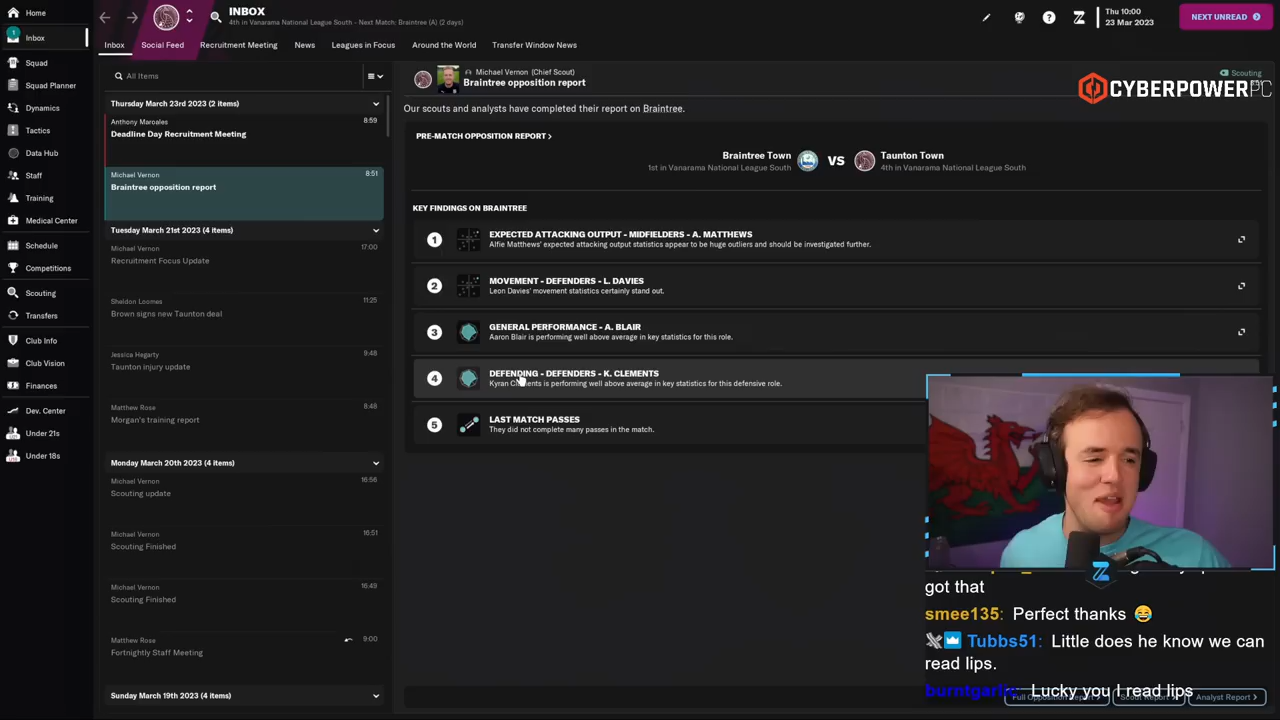 Home
1
Inbox
Squad
Squad Planner
Dynamics
Tactics
Data Hub
Staff
Training
Medical Center
Schedule
Competitions
Scouting
Transfers
Club Info
Club Vision
Finances
Dev. Center
Under 21s
Under 18s
INBOX
4th in Vanarama National League South - Next Match: Braintree (A) (2 days)
Thu 10:00
23 Mar 2023
NEXT UNREAD
Inbox
Social Feed
Recruitment Meeting
News
Leagues in Focus
Around the World
Transfer Window News
All Items
Thursday March 23rd 2023 (2 items)
Anthony Maroales 8:59
Deadline Day Recruitment Meeting
Michael Vernon 8:51
Braintree opposition report
Tuesday March 21st 2023 (4 items)
Michael Vernon 17:00
Recruitment Focus Update
Sheldon Loomes 11:25
Brown signs new Taunton deal
Jessica Hegarty 9:48
Taunton injury update
Matthew Rose 8:48
Morgan's training report
Monday March 20th 2023 (4 items)
Michael Vernon 16:56
Scouting update
Michael Vernon 16:51
Scouting Finished
Michael Vernon 16:49
Scouting Finished
Matthew Rose 9:00
Fortnightly Staff Meeting
Sunday March 19th 2023 (4 items)
Michael Vernon (Chief Scout)
Braintree opposition report
Scouting
CYBERPOWERPC
Our scouts and analysts have completed their report on Braintree.
PRE-MATCH OPPOSITION REPORT >
Braintree Town
1st in Vanarama National League South
VS
Taunton Town
4th in Vanarama National League South
KEY FINDINGS ON BRAINTREE
1
EXPECTED ATTACKING OUTPUT - MIDFIELDERS - A. MATTHEWS
Alfie Matthews' expected attacking output statistics appear to be huge outliers and should be investigated further.
2
MOVEMENT - DEFENDERS - L. DAVIES
Leon Davies' movement statistics certainly stand out.
3
GENERAL PERFORMANCE - A. BLAIR
Aaron Blair is performing well above average in key statistics for this role.
4
DEFENDING - DEFENDERS - K. CLEMENTS
Kyran Clements is performing well above average in key statistics for this defensive role.
5
LAST MATCH PASSES
They did not complete many passes in the match.
got that
smee135: Perfect thanks 😂
Tubbs51: Little does he know we can
read lips.
burntgarlic: Lucky you I read lips
Full Opposition Report >
Scout Report >
Analyst Report >